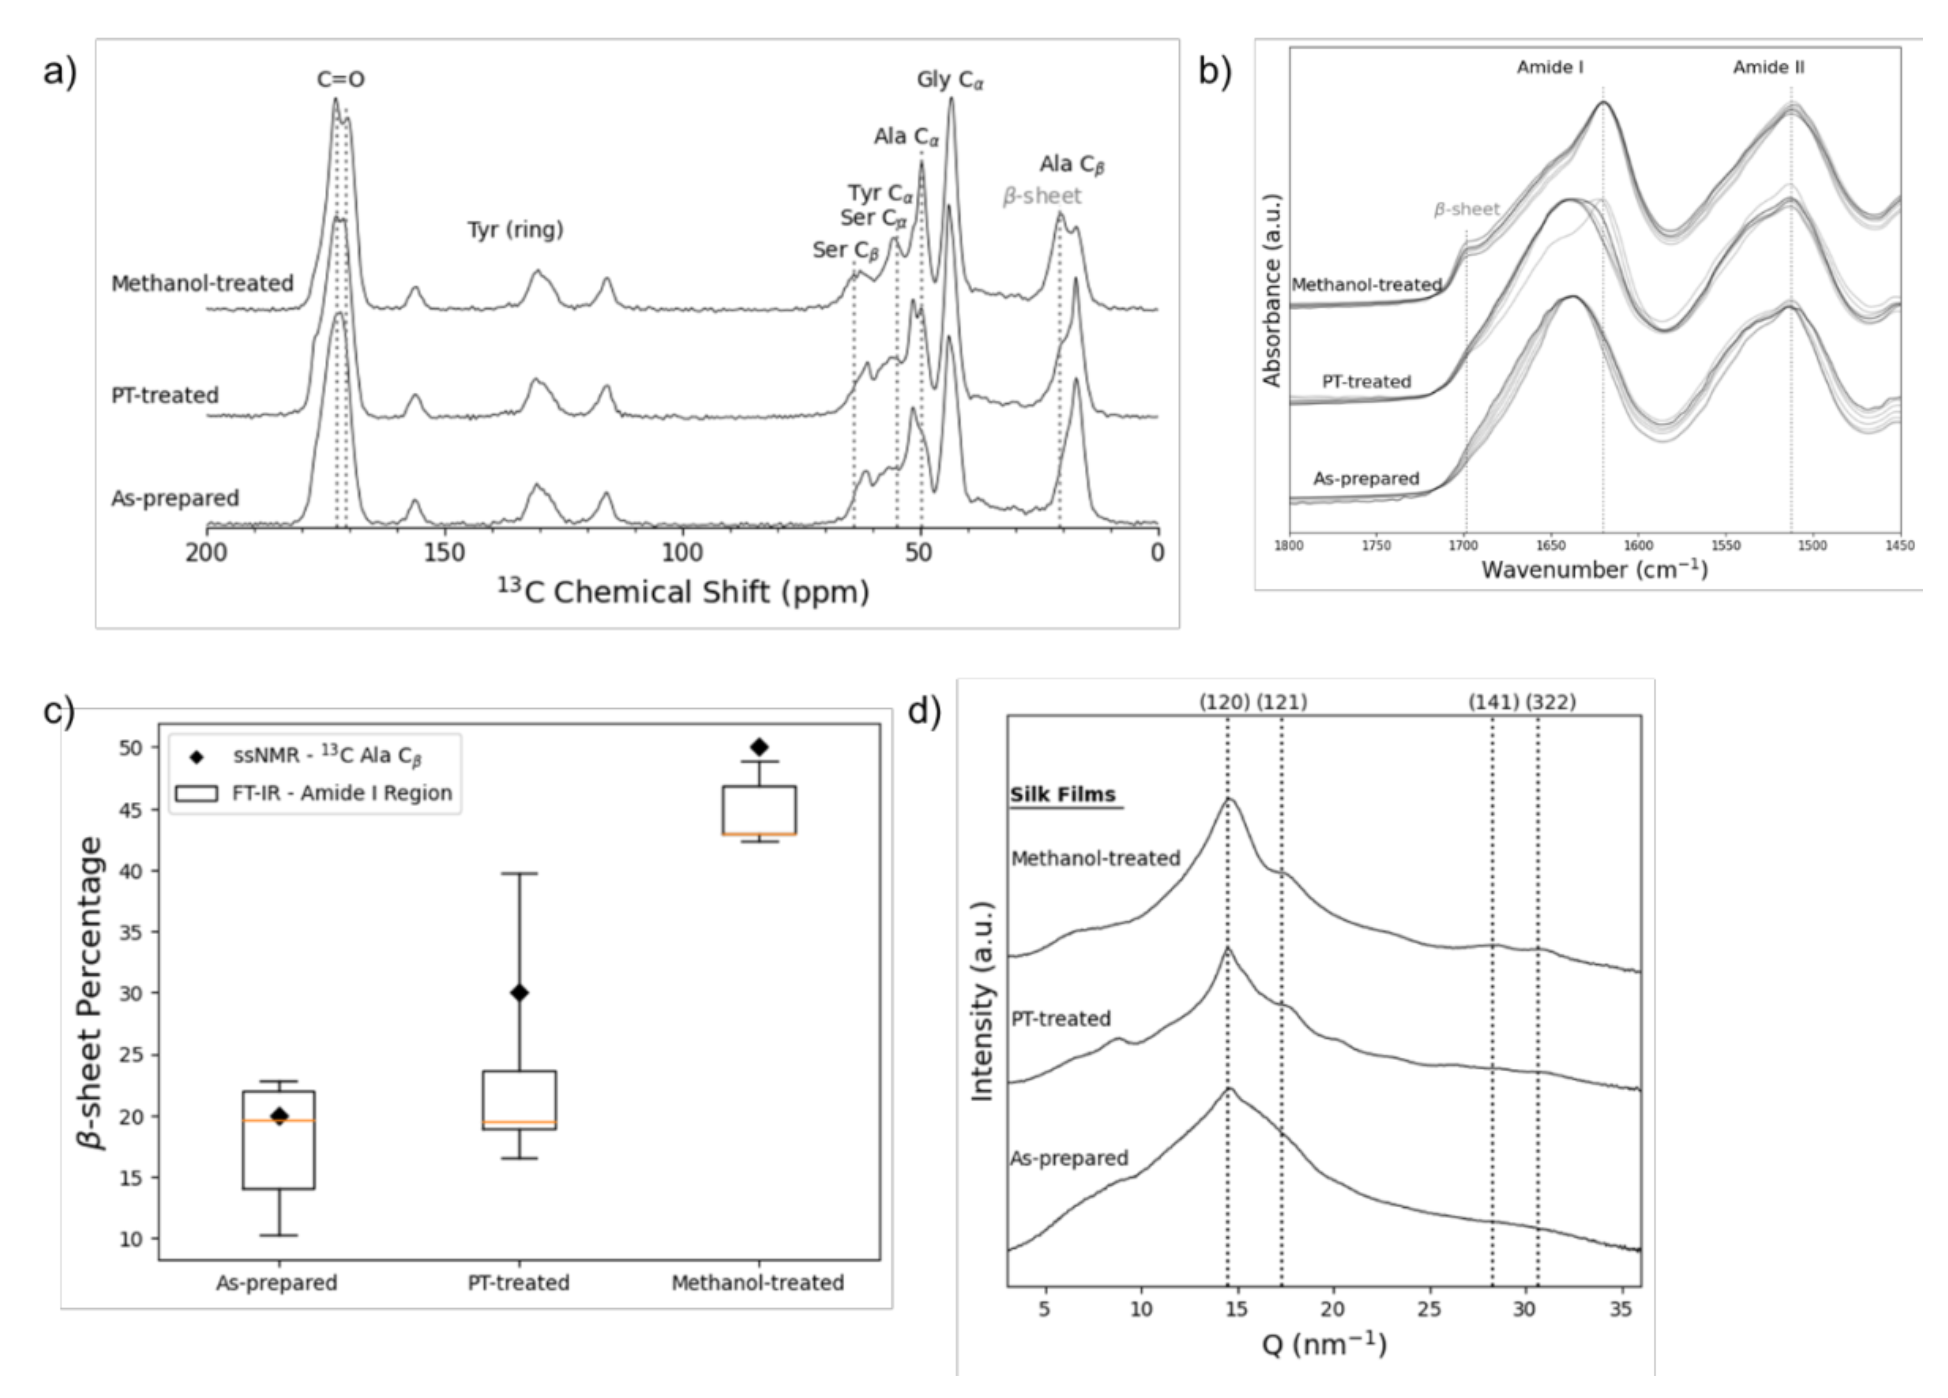 a)
C=O
Gly Cα
Ala Cα
Ala Cβ
Tyr Cα
β-sheet
Ser Cα
Tyr (ring)
Ser Cβ
Methanol-treated
PT-treated
As-prepared
200 150 100 50 0
¹³C Chemical Shift (ppm)
b)
Amide I Amide II
β-sheet
Methanol-treated
PT-treated
As-prepared
Absorbance (a.u.)
1800 1750 1700 1650 1600 1550 1500 1450
Wavenumber (cm⁻¹)
c)
ssNMR - ¹³C Ala Cβ
FT-IR - Amide I Region
β-sheet Percentage
50
45
40
35
30
25
20
15
10
As-prepared PT-treated Methanol-treated
d)
(120) (121) (141) (322)
Silk Films
Methanol-treated
PT-treated
As-prepared
Intensity (a.u.)
5 10 15 20 25 30 35
Q (nm⁻¹)